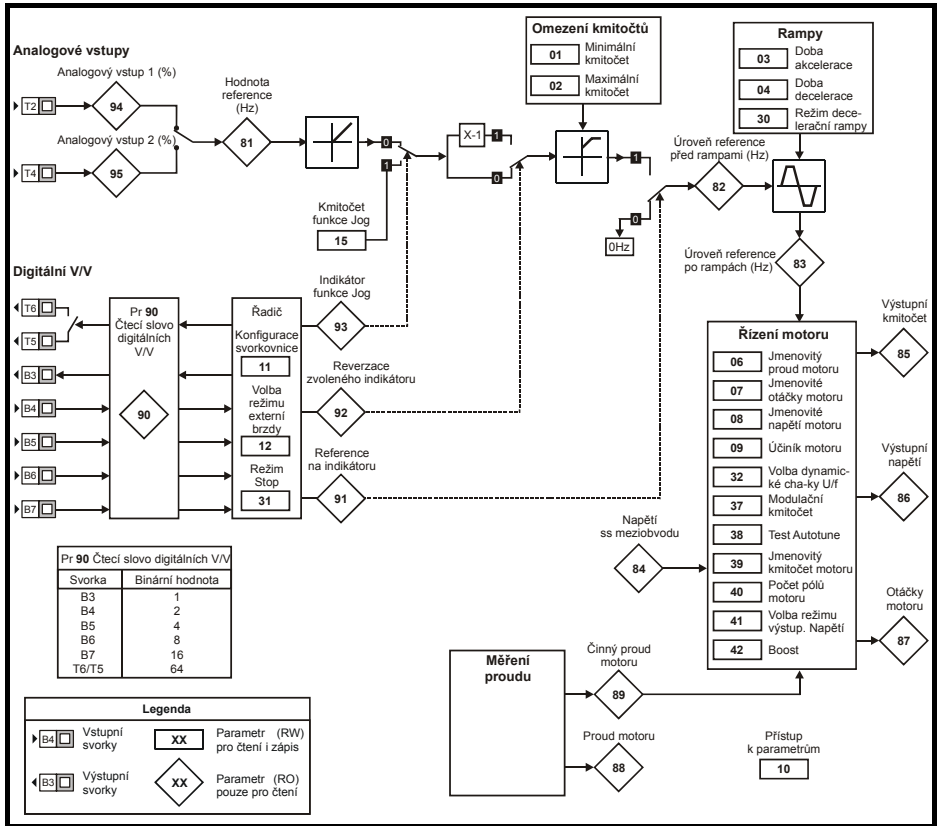 Analogové vstupy
Analogový vstup 1 (%)
T2
94
Analogový vstup 2 (%)
T4
95
Hodnota
reference
(Hz)
81
0
1
Kmitočet
funkce Jog
15
X-1
1
0
Omezení kmitočtů
01 Minimální
kmitočet
02 Maximální
kmitočet
1
0
0Hz
Rampy
03 Doba
akcelerace
04 Doba
decelerace
30 Režim dece-
lerační rampy
Úroveň reference
před rampami (Hz)
82
Úroveň reference
po rampách (Hz)
83
Digitální V/V
T6
T5
B3
B4
B5
B6
B7
Pr 90
Čtecí slovo
digitálních
V/V
90
Řadič
Konfigurace
svorkovnice
11
Volba
režimu
externí
brzdy
12
Režim
Stop
31
Indikátor
funkce Jog
93
Reverzace
zvoleného indikátoru
92
Reference
na indikátoru
91
Řízení motoru
06 Jmenovitý
proud motoru
07 Jmenovité
otáčky motoru
08 Jmenovité
napětí motoru
09 Účiník motoru
32 Volba dynamic-
ké cha-ky U/f
37 Modulační
kmitočet
38 Test Autotune
39 Jmenovitý
kmitočet motoru
40 Počet pólů
motoru
41 Volba režimu
výstup. Napětí
42 Boost
Výstupní
kmitočet
85
Výstupní
napětí
86
Otáčky
motoru
87
Napětí
ss meziobvodu
84
Měření
proudu
Činný proud
motoru
89
Proud motoru
88
Přístup
k parametrům
10
Pr 90 Čtecí slovo digitálních V/V
Svorka Binární hodnota
B3 1
B4 2
B5 4
B6 8
B7 16
T6/T5 64
Legenda
B4 Vstupní
svorky
XX Parametr (RW)
pro čtení i zápis
B3 Výstupní
svorky
XX Parametr (RO)
pouze pro čtení